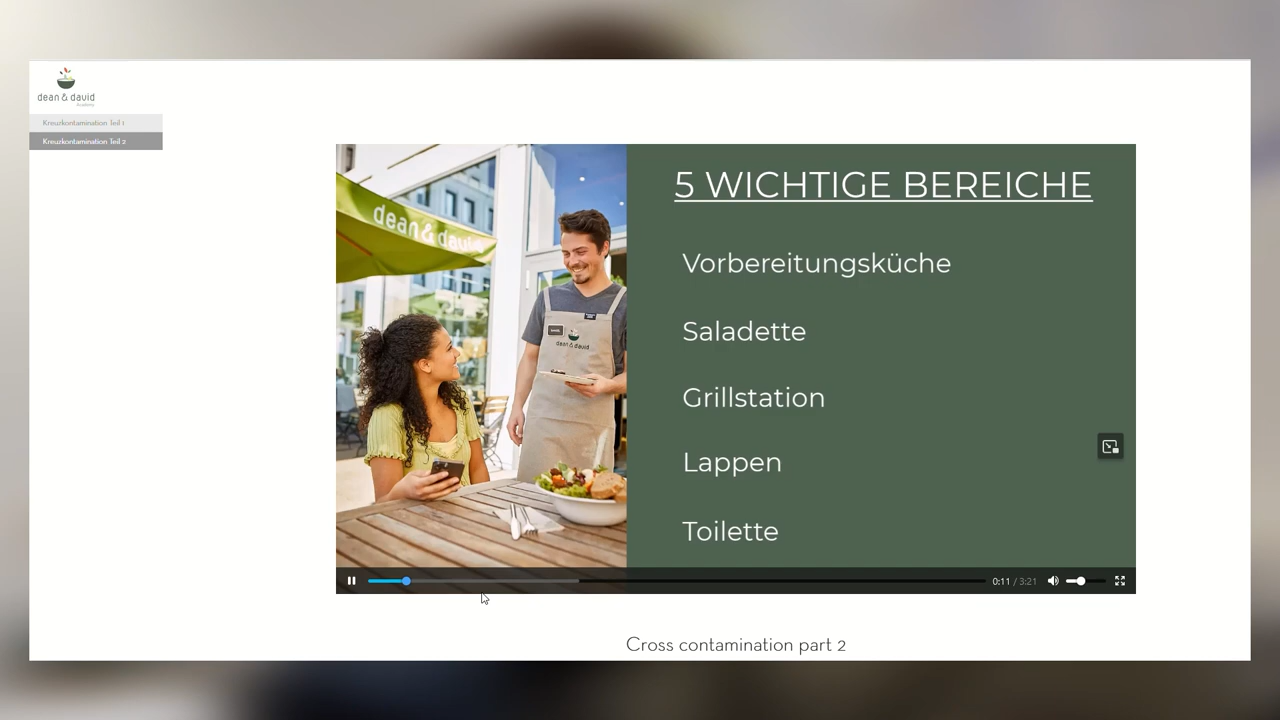 dean & david
Academy
Kreuzkontamination Teil 1
Kreuzkontamination Teil 2
dean & david
dean & david
5 WICHTIGE BEREICHE
Vorbereitungsküche
Saladette
Grillstation
Lappen
Toilette
0:11 / 3:21
Cross contamination part 2